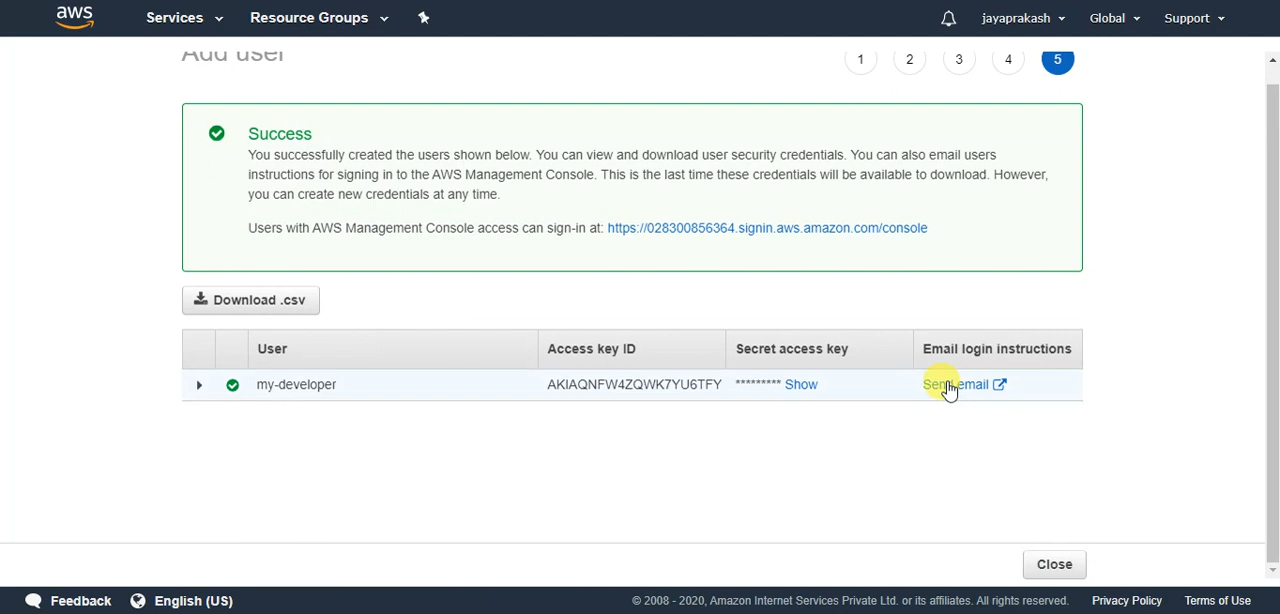 aws Services Resource Groups jayaprakash Global Support
Add user 1 2 3 4 5
Success
You successfully created the users shown below. You can view and download user security credentials. You can also email users
instructions for signing in to the AWS Management Console. This is the last time these credentials will be available to download. However,
you can create new credentials at any time.
Users with AWS Management Console access can sign-in at: https://028300856364.signin.aws.amazon.com/console
Download .csv
User Access key ID Secret access key Email login instructions
my-developer AKIAQNFW4ZQWK7YU6TFY ********* Show Send email
Close
Feedback English (US) © 2008 - 2020, Amazon Internet Services Private Ltd. or its affiliates. All rights reserved. Privacy Policy Terms of Use